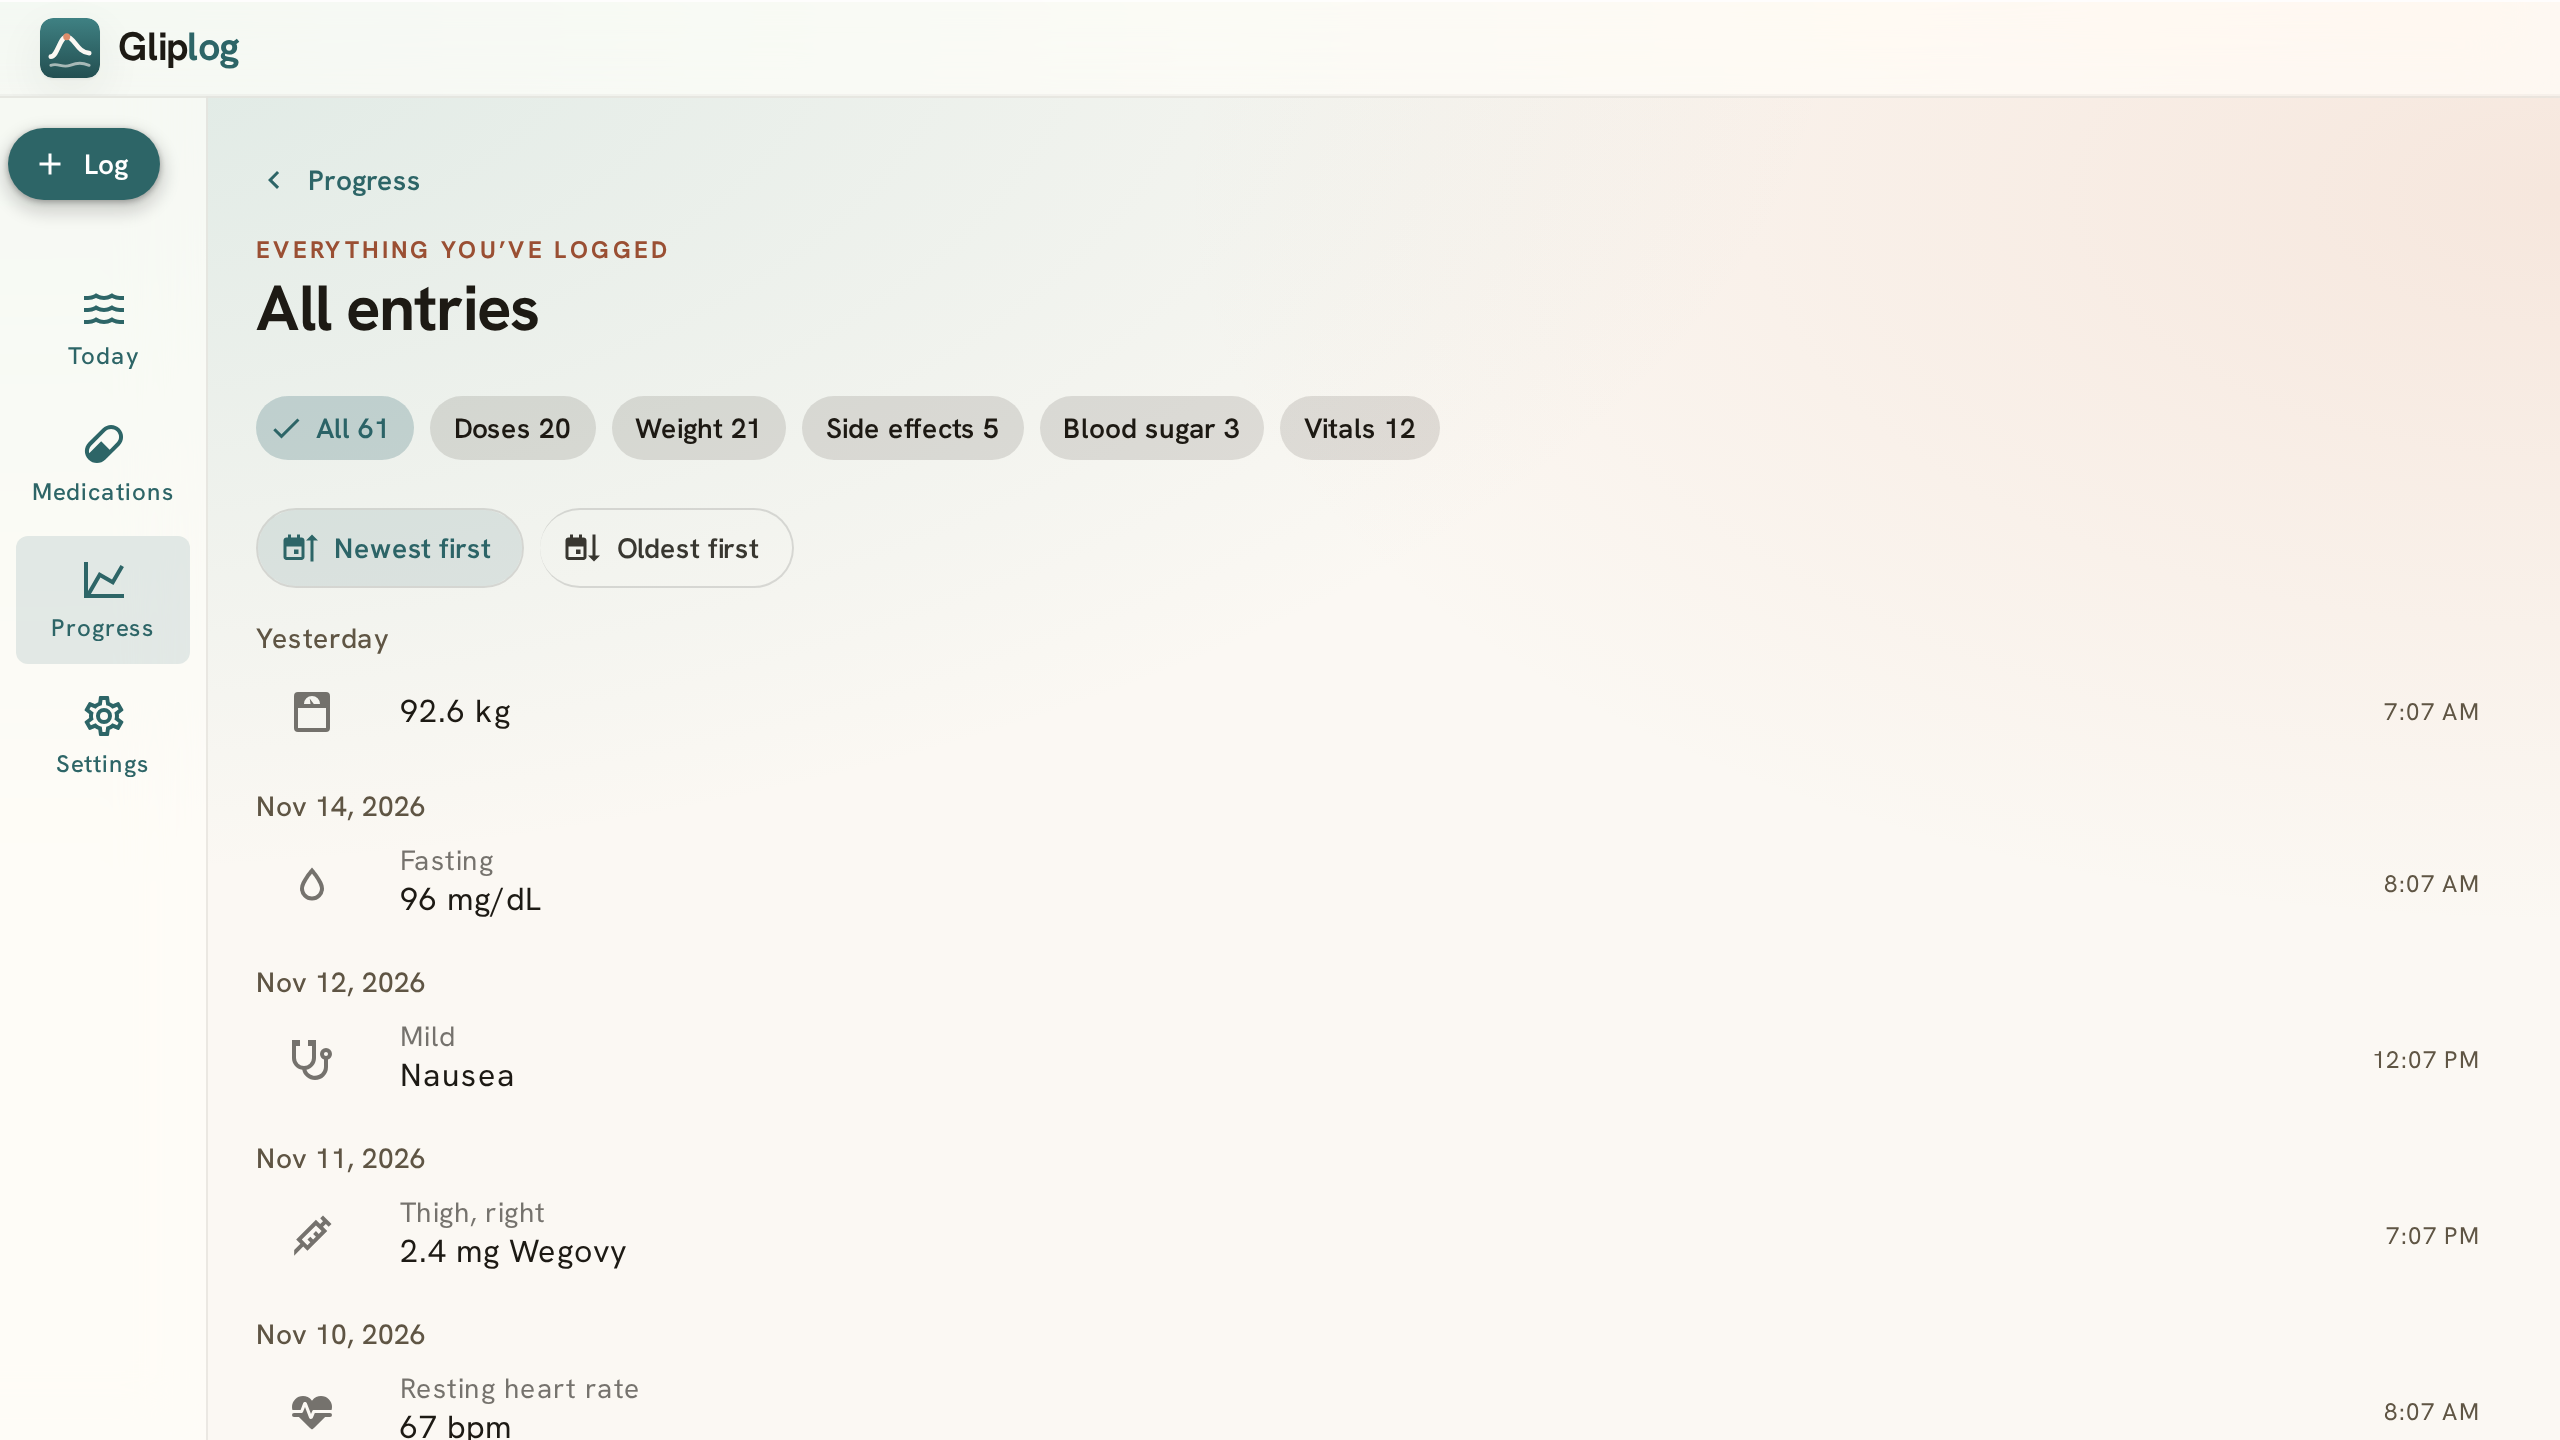 Gliplog
Log
Today
Medications
Progress
Settings
Progress
EVERYTHING YOU’VE LOGGED
All entries
All 61
Doses 20
Weight 21
Side effects 5
Blood sugar 3
Vitals 12
Newest first
Oldest first
Yesterday
92.6 kg
7:07 AM
Nov 14, 2026
Fasting
96 mg/dL
8:07 AM
Nov 12, 2026
Mild
Nausea
12:07 PM
Nov 11, 2026
Thigh, right
2.4 mg Wegovy
7:07 PM
Nov 10, 2026
Resting heart rate
67 bpm
8:07 AM